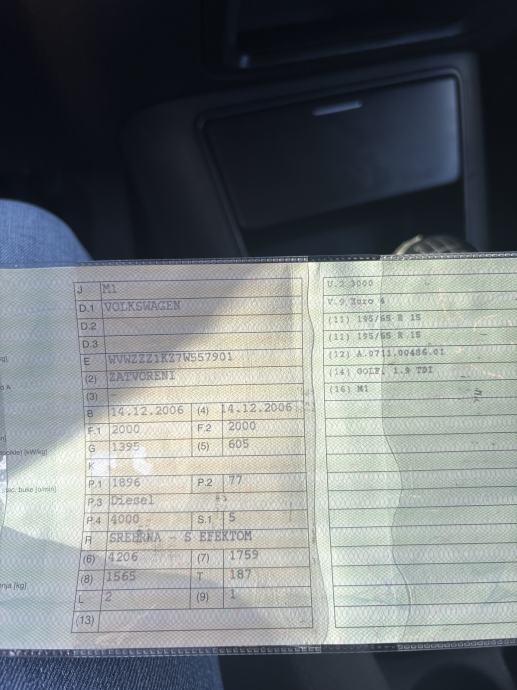 J M1
D.1 VOLKSWAGEN
D.2
D.3
E WVWZZZ1KZ7W557901
(2) ZATVORENI
(3) -
B 14.12.2006 (4) 14.12.2006
F.1 2000 F.2 2000
G 1395 (5) 605
K
P.1 1896 P.2 77
P.3 Diesel
P.4 4000 S.1 5
R SREBRNA - S EFEKTOM
(6) 4206 (7) 1759
(8) 1565 T 187
L 2 (9) 1
(13)
U.2 3000
V.9 Euro 4
(11) 195/65 R 15
(11) 195/65 R 15
(12) A.0711.00486.01
(14) GOLF, 1.9 TDI
(16) M1